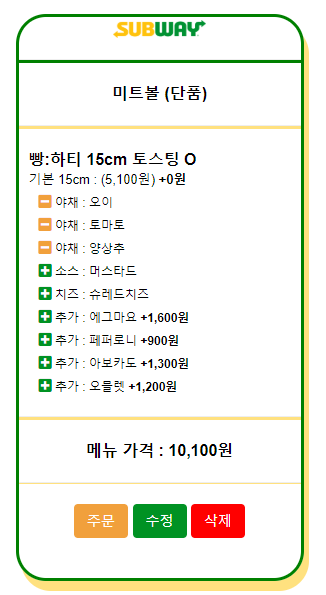 SUBWAY
미트볼 (단품)
빵:하티 15cm 토스팅 O
기본 15cm : (5,100원) +0원
야채 : 오이
야채 : 토마토
야채 : 양상추
소스 : 머스타드
치즈 : 슈레드치즈
추가 : 에그마요 +1,600원
추가 : 페퍼로니 +900원
추가 : 아보카도 +1,300원
추가 : 오믈렛 +1,200원
메뉴 가격 : 10,100원
주문 수정 삭제